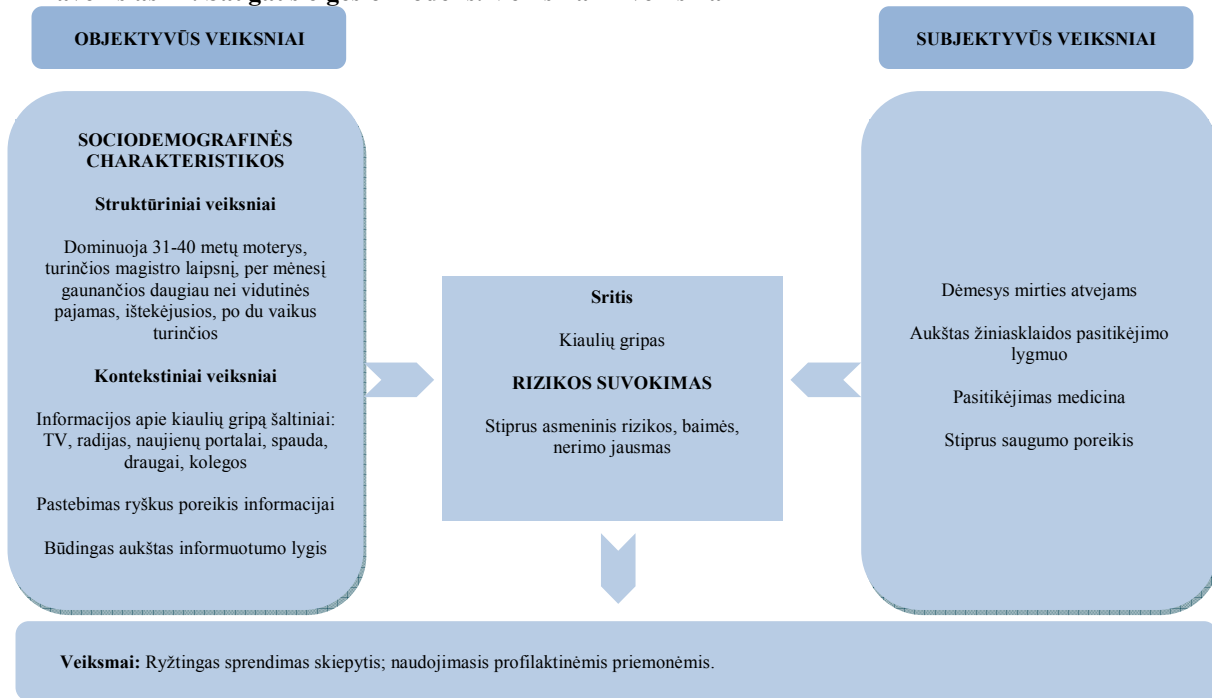 OBJEKTYVŪS VEIKSNIAI
SUBJEKTYVŪS VEIKSNIAI
SOCIODEMOGRAFINĖS
CHARAKTERISTIKOS
Struktūriniai veiksniai
Dominuoja 31-40 metų moterys,
turinčios magistro laipsnį, per mėnesį
gaunančios daugiau nei vidutinės
pajamas, ištekėjusios, po du vaikus
turinčios
Kontekstiniai veiksniai
Informacijos apie kiaulių gripą šaltiniai:
TV, radijas, naujienų portalai, spauda,
draugai, kolegos
Pastebimas ryškus poreikis informacijai
Būdingas aukštas informuotumo lygis
Sritis
Kiaulių gripas
RIZIKOS SUVOKIMAS
Stiprus asmeninis rizikos, baimės,
nerimo jausmas
Dėmesys mirties atvejams
Aukštas žiniasklaidos pasitikėjimo
lygmuo
Pasitikėjimas medicina
Stiprus saugumo poreikis
Veiksmai: Ryžtingas sprendimas skiepytis; naudojimasis profilaktinėmis priemonėmis.